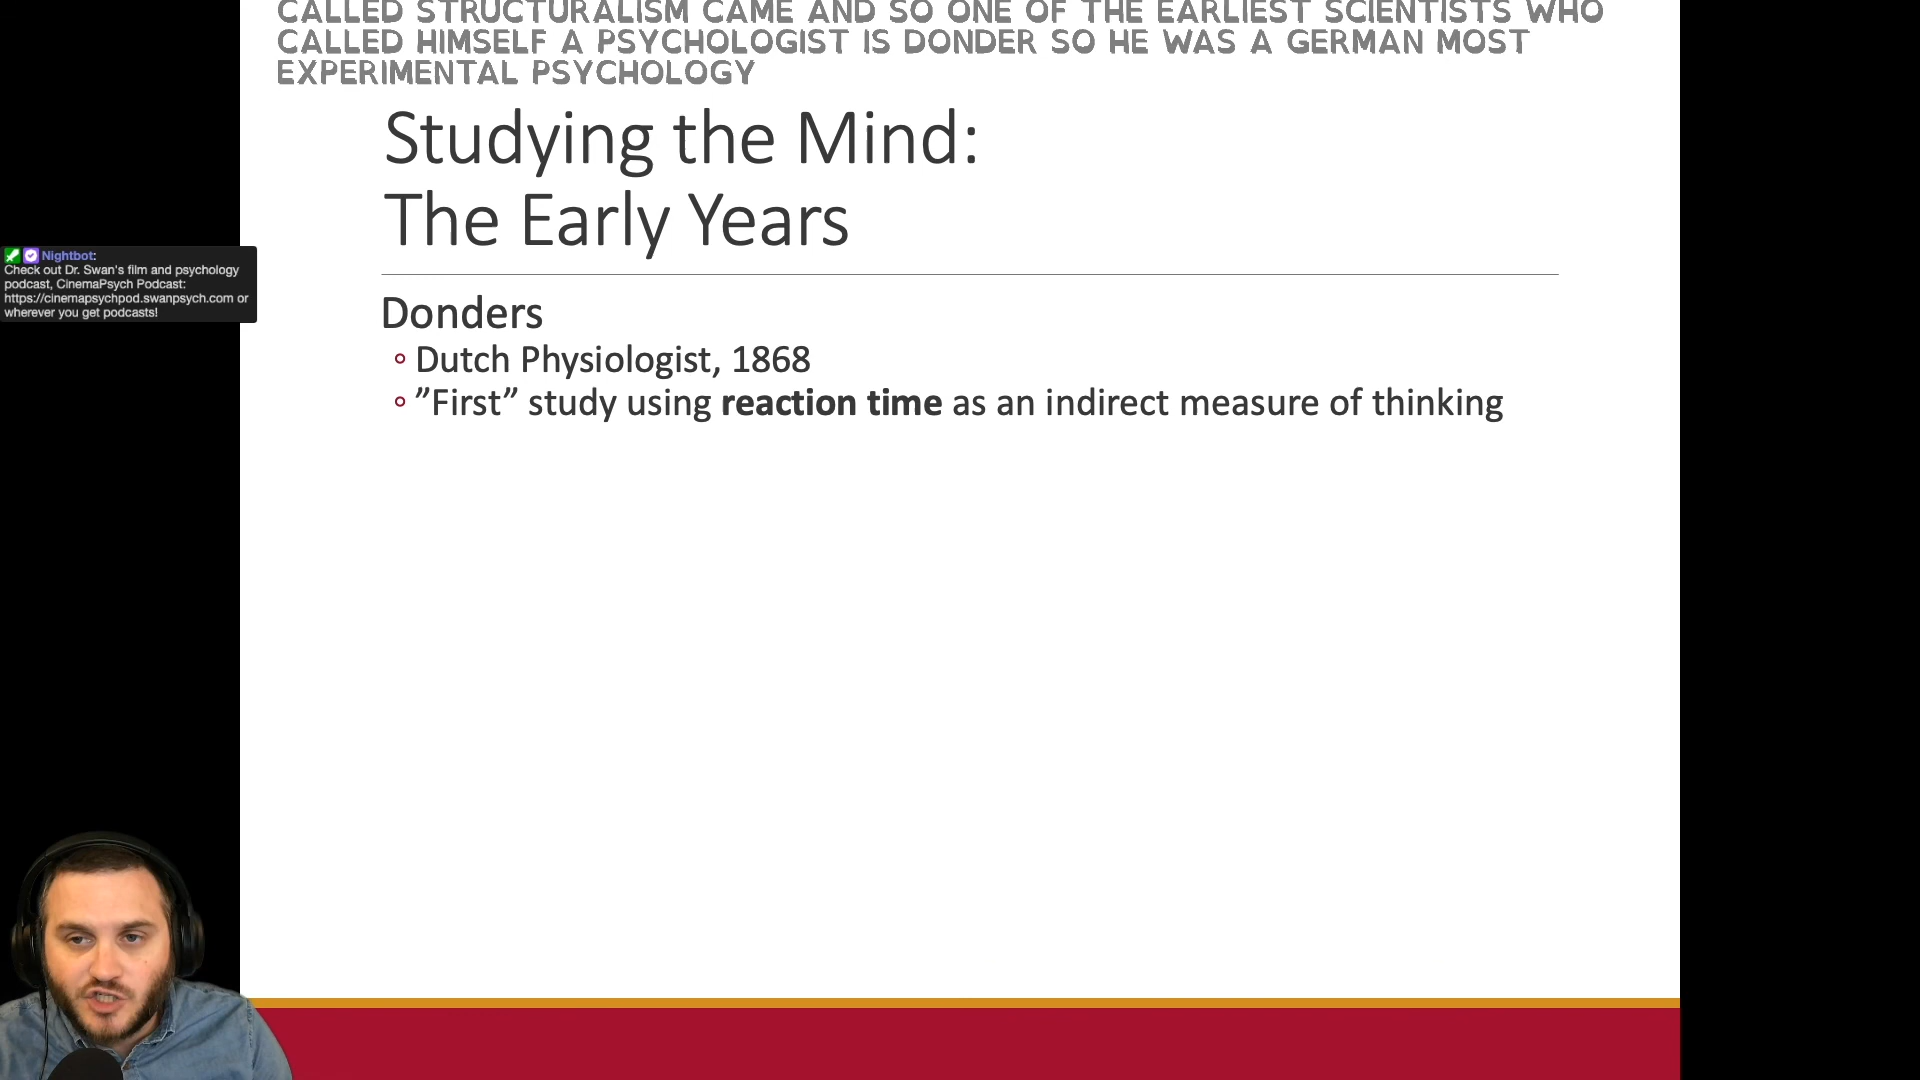 CALLED STRUCTURALISM CAME AND SO ONE OF THE EARLIEST SCIENTISTS WHO
CALLED HIMSELF A PSYCHOLOGIST IS DONDER SO HE WAS A GERMAN MOST
EXPERIMENTAL PSYCHOLOGY
Studying the Mind:
The Early Years
Nightbot:
Check out Dr. Swan's film and psychology
podcast, CinemaPsych Podcast:
https://cinemapsychpod.swanpsych.com or
wherever you get podcasts!
Donders
Dutch Physiologist, 1868
”First” study using reaction time as an indirect measure of thinking